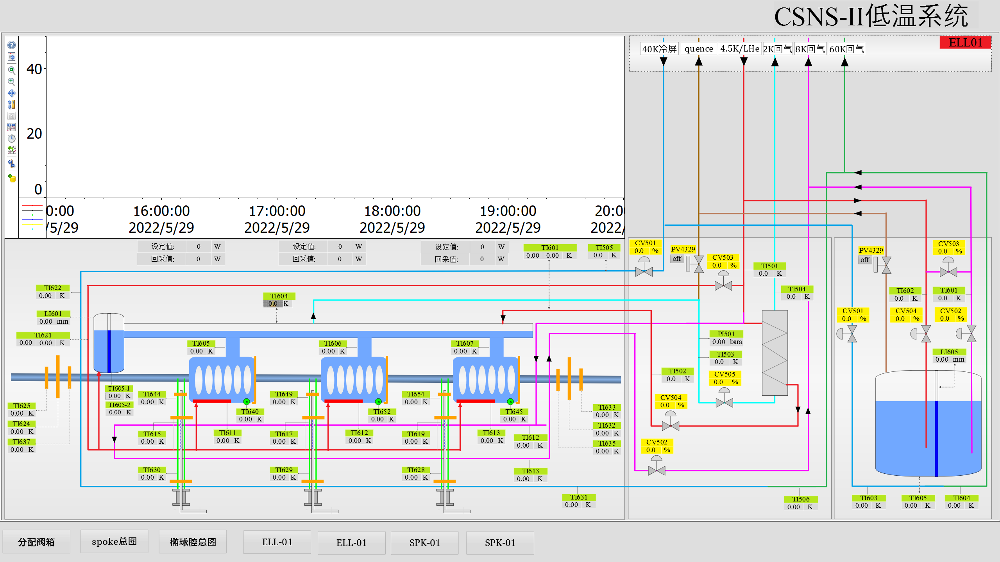 CSNS-II低温系统
ELL01
40K冷屏
quence
4.5K/LHe
2K回气
8K回气
60K回气
40
20
0
0:00
16:00:00
17:00:00
18:00:00
19:00:00
20:0
/5/29
2022/5/29
2022/5/29
2022/5/29
2022/5/29
2022/
设定值: 0 W
回采值: 0 W
设定值: 0 W
回采值: 0 W
设定值: 0 W
回采值: 0 W
TI601
0.00 0.00 K
TI505
0.0 K
CV501
0.0 %
PV4329
off
CV503
0.0 %
TI501
0.0 K
TI504
0.0 K
PV4329
off
CV503
0.0 %
TI602
0.0 K
TI601
0.0 K
CV501
0.0 %
CV504
0.0 %
CV502
0.0 %
LI605
0.00 mm
TI622
0.00 K
TI604
0.0 K
LI601
0.00 mm
TI621
0.00 0.00 K
TI605
0.00 K
TI606
0.00 K
TI607
0.00 K
PI501
0.00 bara
TI503
0.0 K
TI502
0.0 K
CV505
0.0 %
CV504
0.0 %
CV502
0.0 %
TI605-1
0.00 K
TI605-2
0.00 K
TI644
0.00 K
TI649
0.00 K
TI654
0.00 K
M
M
M
TI625
0.00 K
TI624
0.00 K
TI637
0.00 K
TI640
0.00 K
TI652
0.00 K
TI645
0.00 K
TI633
0.00 K
TI632
0.00 K
TI635
0.00 K
TI615
0.00 K
TI611
0.00 K
TI617
0.00 K
TI612
0.00 K
TI619
0.00 K
TI613
0.00 K
TI612
0.00 K
TI630
0.00 K
TI629
0.00 K
TI628
0.00 K
TI613
0.00 K
TI631
0.00 K
TI506
0.00 K
TI603
0.00 K
TI605
0.00 K
TI604
0.00 K
分配阀箱
spoke总图
椭球腔总图
ELL-01
ELL-01
SPK-01
SPK-01